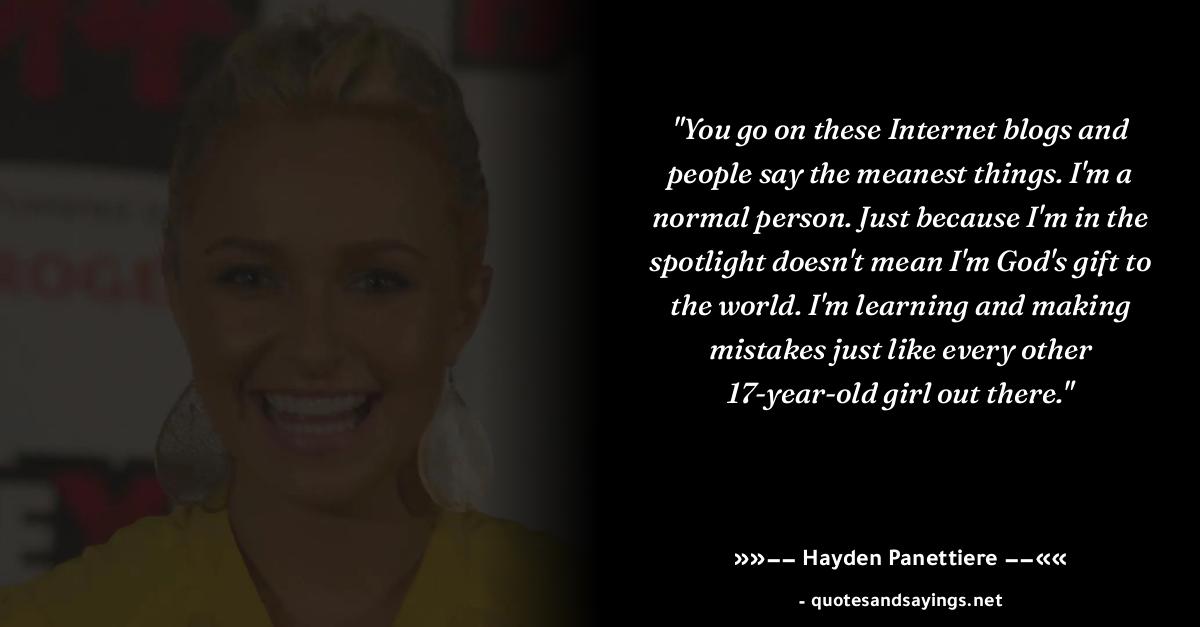 "You go on these Internet blogs and
people say the meanest things. I'm a
normal person. Just because I'm in the
spotlight doesn't mean I'm God's gift to
the world. I'm learning and making
mistakes just like every other
17-year-old girl out there."
»»−− Hayden Panettiere −−««
- quotesandsayings.net